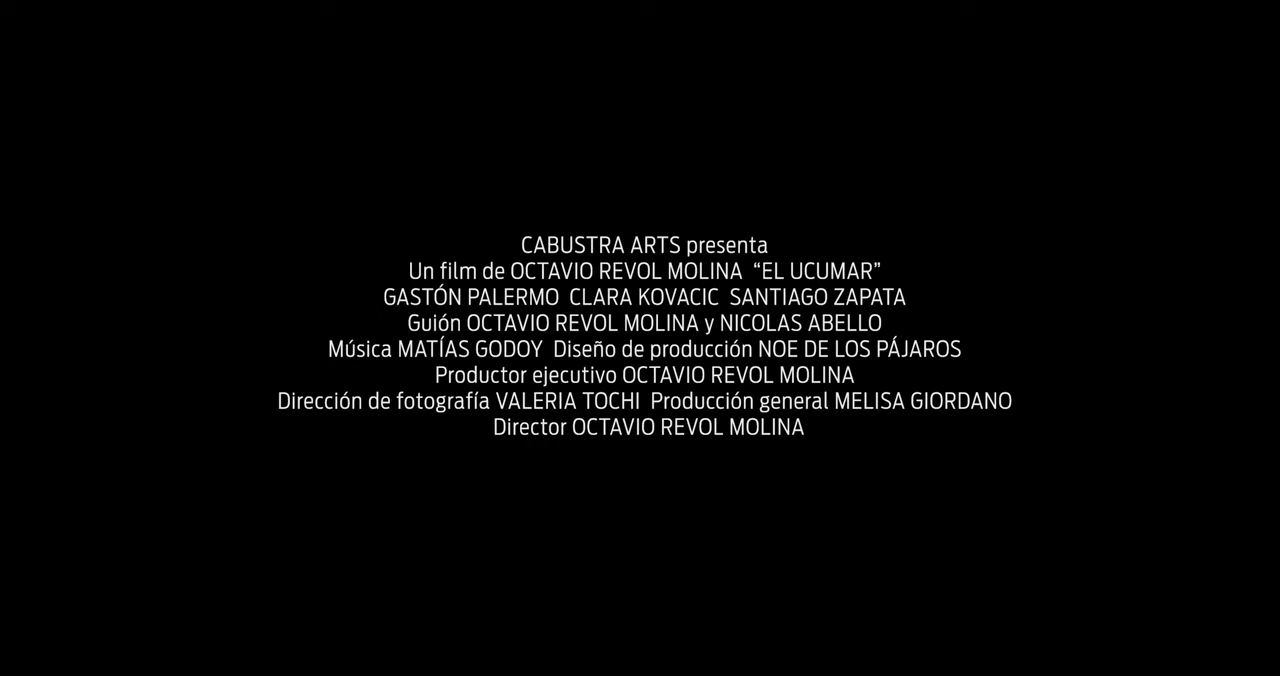 CABUSTRA ARTS presenta
Un film de OCTAVIO REVOL MOLINA “EL UCUMAR”
GASTÓN PALERMO CLARA KOVACIC SANTIAGO ZAPATA
Guión OCTAVIO REVOL MOLINA y NICOLAS ABELLO
Música MATÍAS GODOY Diseño de producción NOE DE LOS PÁJAROS
Productor ejecutivo OCTAVIO REVOL MOLINA
Dirección de fotografía VALERIA TOCHI Producción general MELISA GIORDANO
Director OCTAVIO REVOL MOLINA